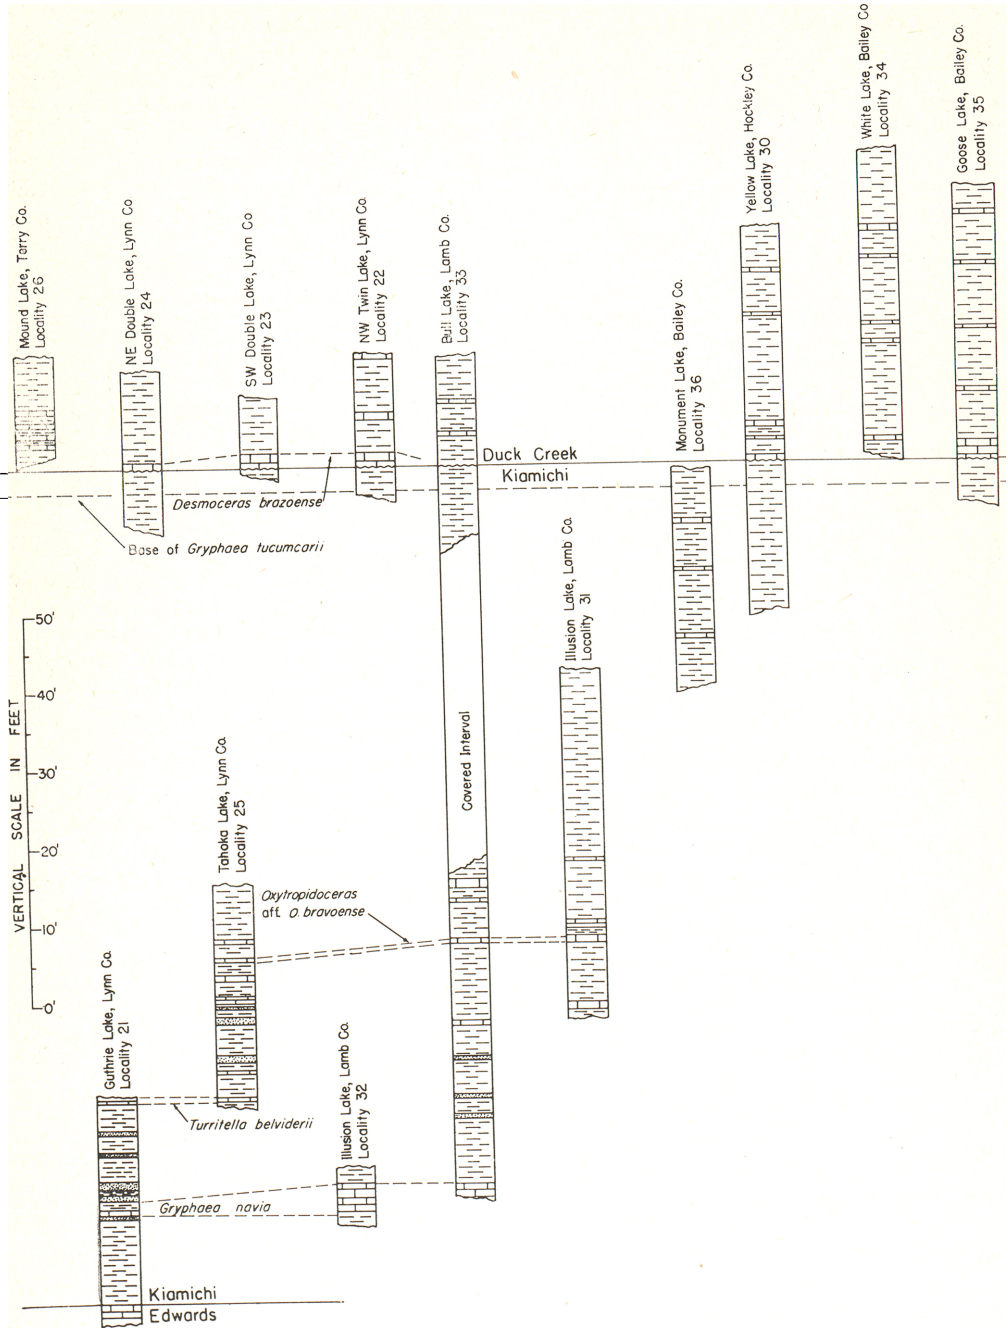 White Lake, Bailey Co
Locality 34
Goose Lake, Bailey Co.
Locality 35
Yellow Lake, Hockley Co.
Locality 30
Mound Lake, Terry Co.
Locality 26
NE Double Lake, Lynn Co
Locality 24
SW Double Lake, Lynn Co
Locality 23
NW Twin Lake, Lynn Co.
Locality 22
Bull Lake, Lamb Co.
Locality 33
Monument Lake, Bailey Co.
Locality 36
Duck Creek
Kiamichi
Desmoceras brazoense
Base of Gryphaea tucumcarii
Illusion Lake, Lamb Co.
Locality 31
VERTICAL SCALE IN FEET
50'
40'
30'
20'
10'
0'
Covered Interval
Tahoka Lake, Lynn Co.
Locality 25
Oxytropidoceras
aff. O. bravoense
Guthrie Lake, Lynn Co.
Locality 21
Turritella belviderii
Illusion Lake, Lamb Co.
Locality 32
Gryphaea navia
Kiamichi
Edwards